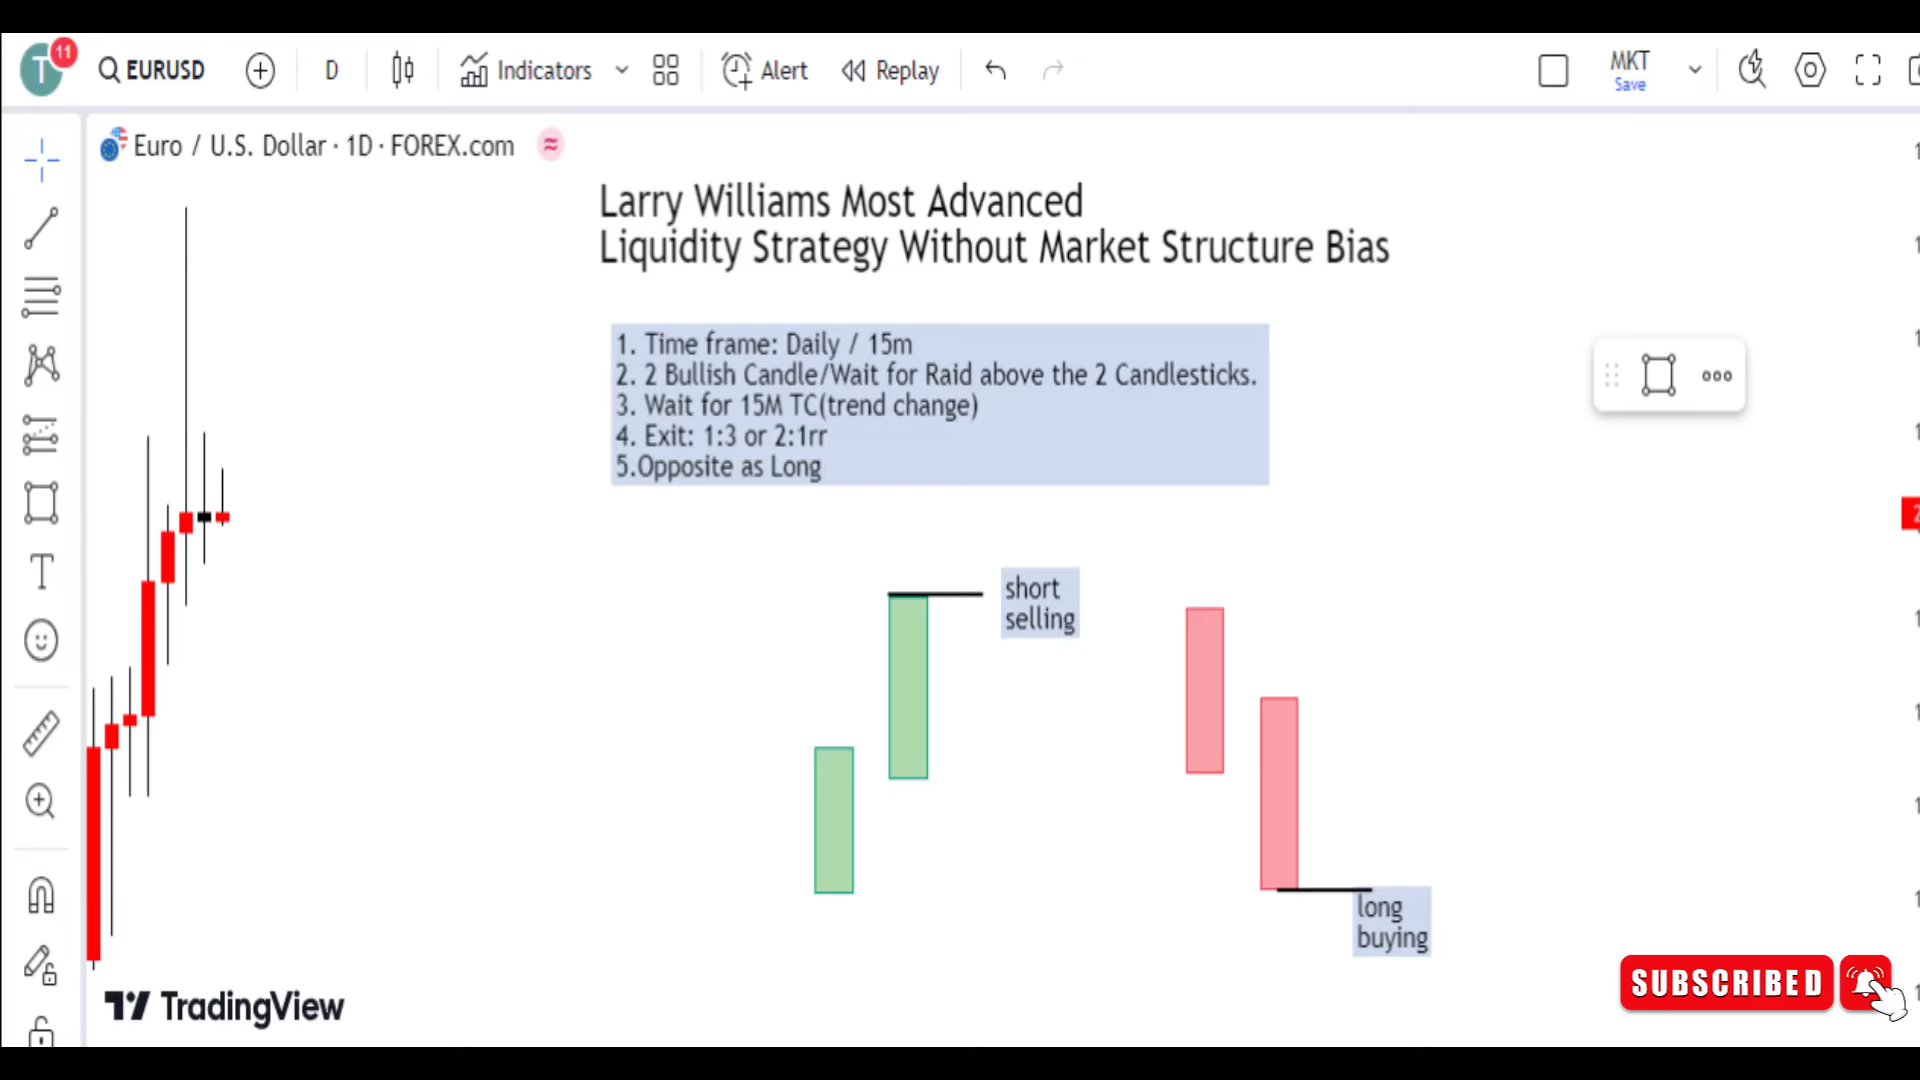 T 11 EURUSD D Indicators Alert Replay MKT
Save
Euro / U.S. Dollar · 1D · FOREX.com ≈
Larry Williams Most Advanced
Liquidity Strategy Without Market Structure Bias
1. Time frame: Daily / 15m
2. 2 Bullish Candle/Wait for Raid above the 2 Candlesticks.
3. Wait for 15M TC(trend change)
4. Exit: 1:3 or 2:1rr
5.Opposite as Long
short
selling
long
buying
SUBSCRIBED
TradingView